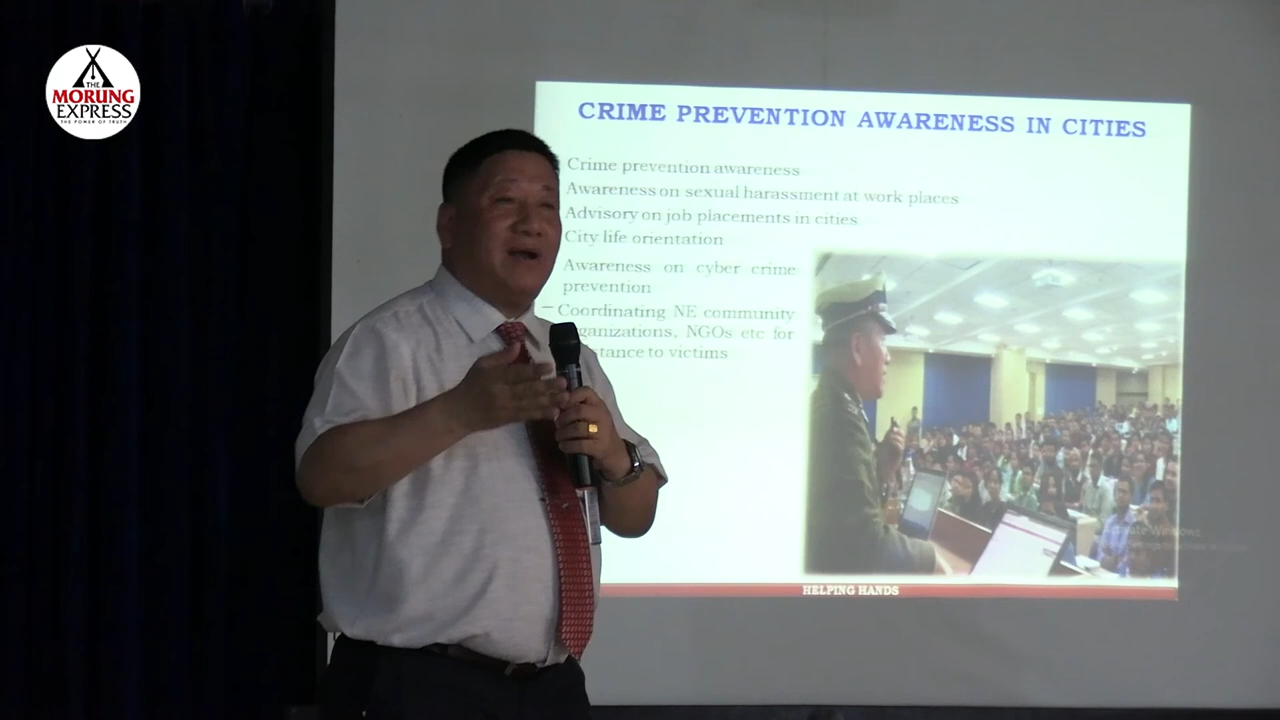 THE
MORUNG
EXPRESS
THE POWER OF TRUTH
CRIME PREVENTION AWARENESS IN CITIES
Crime prevention awareness
Awareness on sexual harassment at work places
Advisory on job placements in cities
City life orientation
Awareness on cyber crime
prevention
– Coordinating NE community
NGOs etc for
to victims
HELPING HANDS